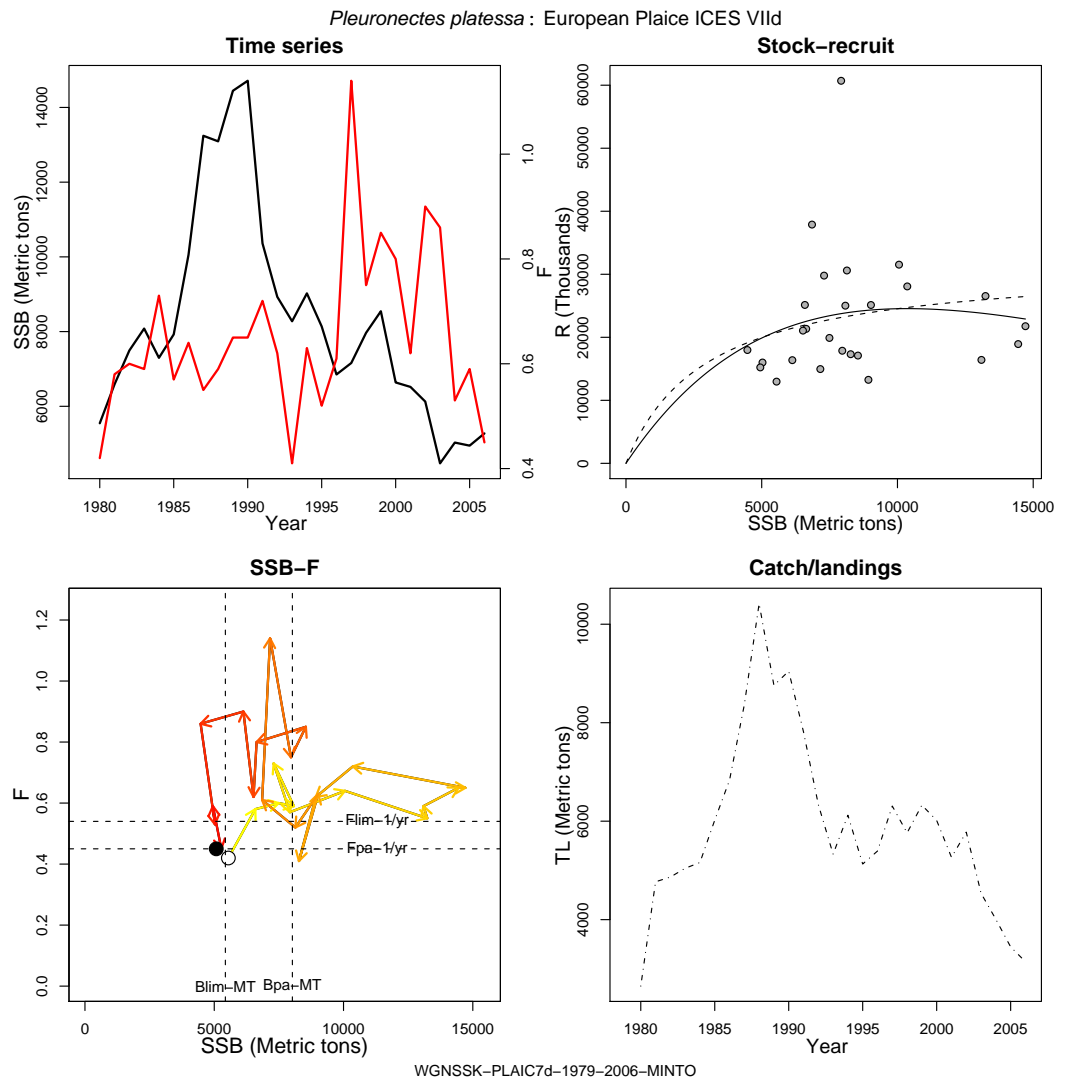 Pleuronectes platessa : European Plaice ICES VIId
Time series
SSB (Metric tons)
6000 8000 10000 12000 14000
F
0.4 0.6 0.8 1.0
1980 1985 1990 1995 2000 2005
Year
Stock−recruit
R (Thousands)
0 10000 20000 30000 40000 50000 60000
0 5000 10000 15000
SSB (Metric tons)
SSB−F
F
0.0 0.2 0.4 0.6 0.8 1.0 1.2
Flim−1/yr
Fpa−1/yr
Blim−MT
Bpa−MT
0 5000 10000 15000
SSB (Metric tons)
Catch/landings
TL (Metric tons)
4000 6000 8000 10000
1980 1985 1990 1995 2000 2005
Year
WGNSSK−PLAIC7d−1979−2006−MINTO